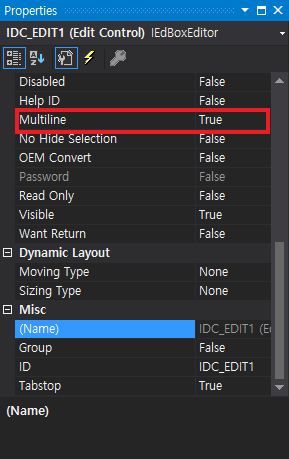 Properties
IDC_EDIT1 (Edit Control) IEdBoxEditor
Disabled False
Help ID False
Multiline True
No Hide Selection False
OEM Convert False
Password False
Read Only False
Visible True
Want Return False
Dynamic Layout
Moving Type None
Sizing Type None
Misc
(Name) IDC_EDIT1 (Ed
Group False
ID IDC_EDIT1
Tabstop True
(Name)